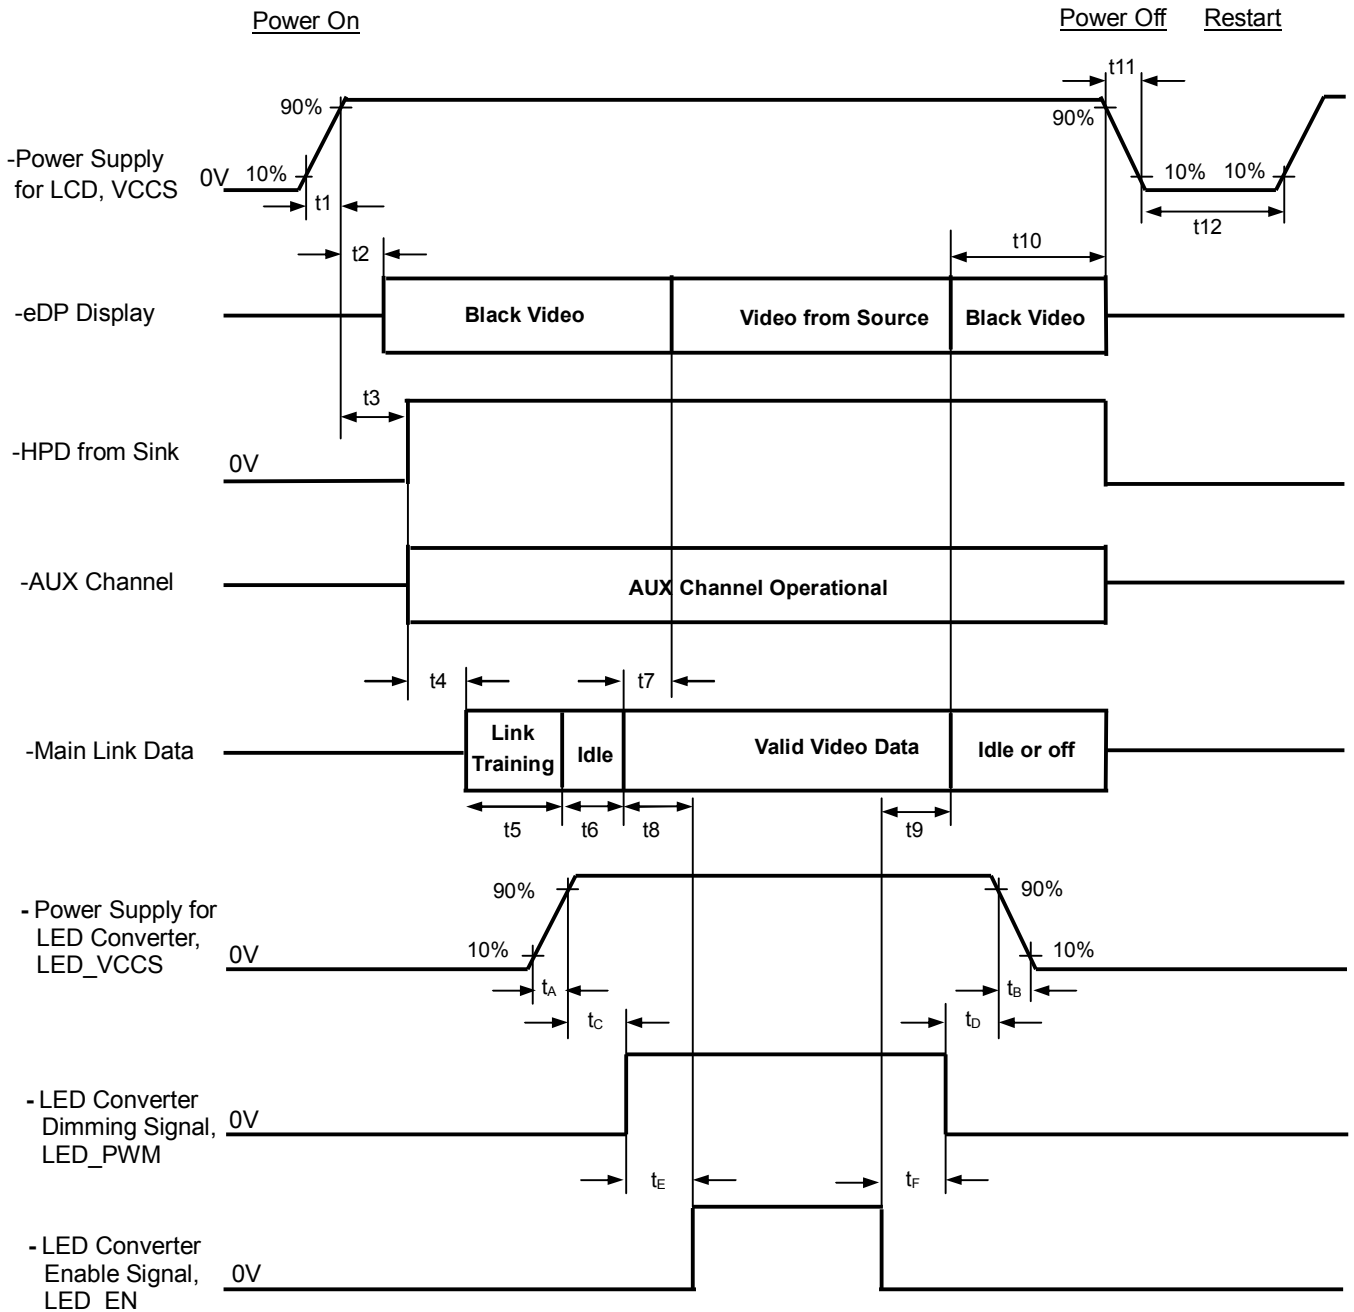 Power On
Power Off
Restart
t11
90%
90%
-Power Supply
for LCD, VCCS
0V
10%
10%
10%
t1
t12
t2
t10
-eDP Display
Black Video
Video from Source
Black Video
t3
-HPD from Sink
0V
-AUX Channel
AUX Channel Operational
t4
t7
-Main Link Data
Link
Training
Idle
Valid Video Data
Idle or off
t5
t6
t8
t9
90%
90%
- Power Supply for
LED Converter,
LED_VCCS
0V
10%
10%
tA
tB
tC
tD
- LED Converter
Dimming Signal,
LED_PWM
0V
tE
tF
- LED Converter
Enable Signal,
LED_EN
0V